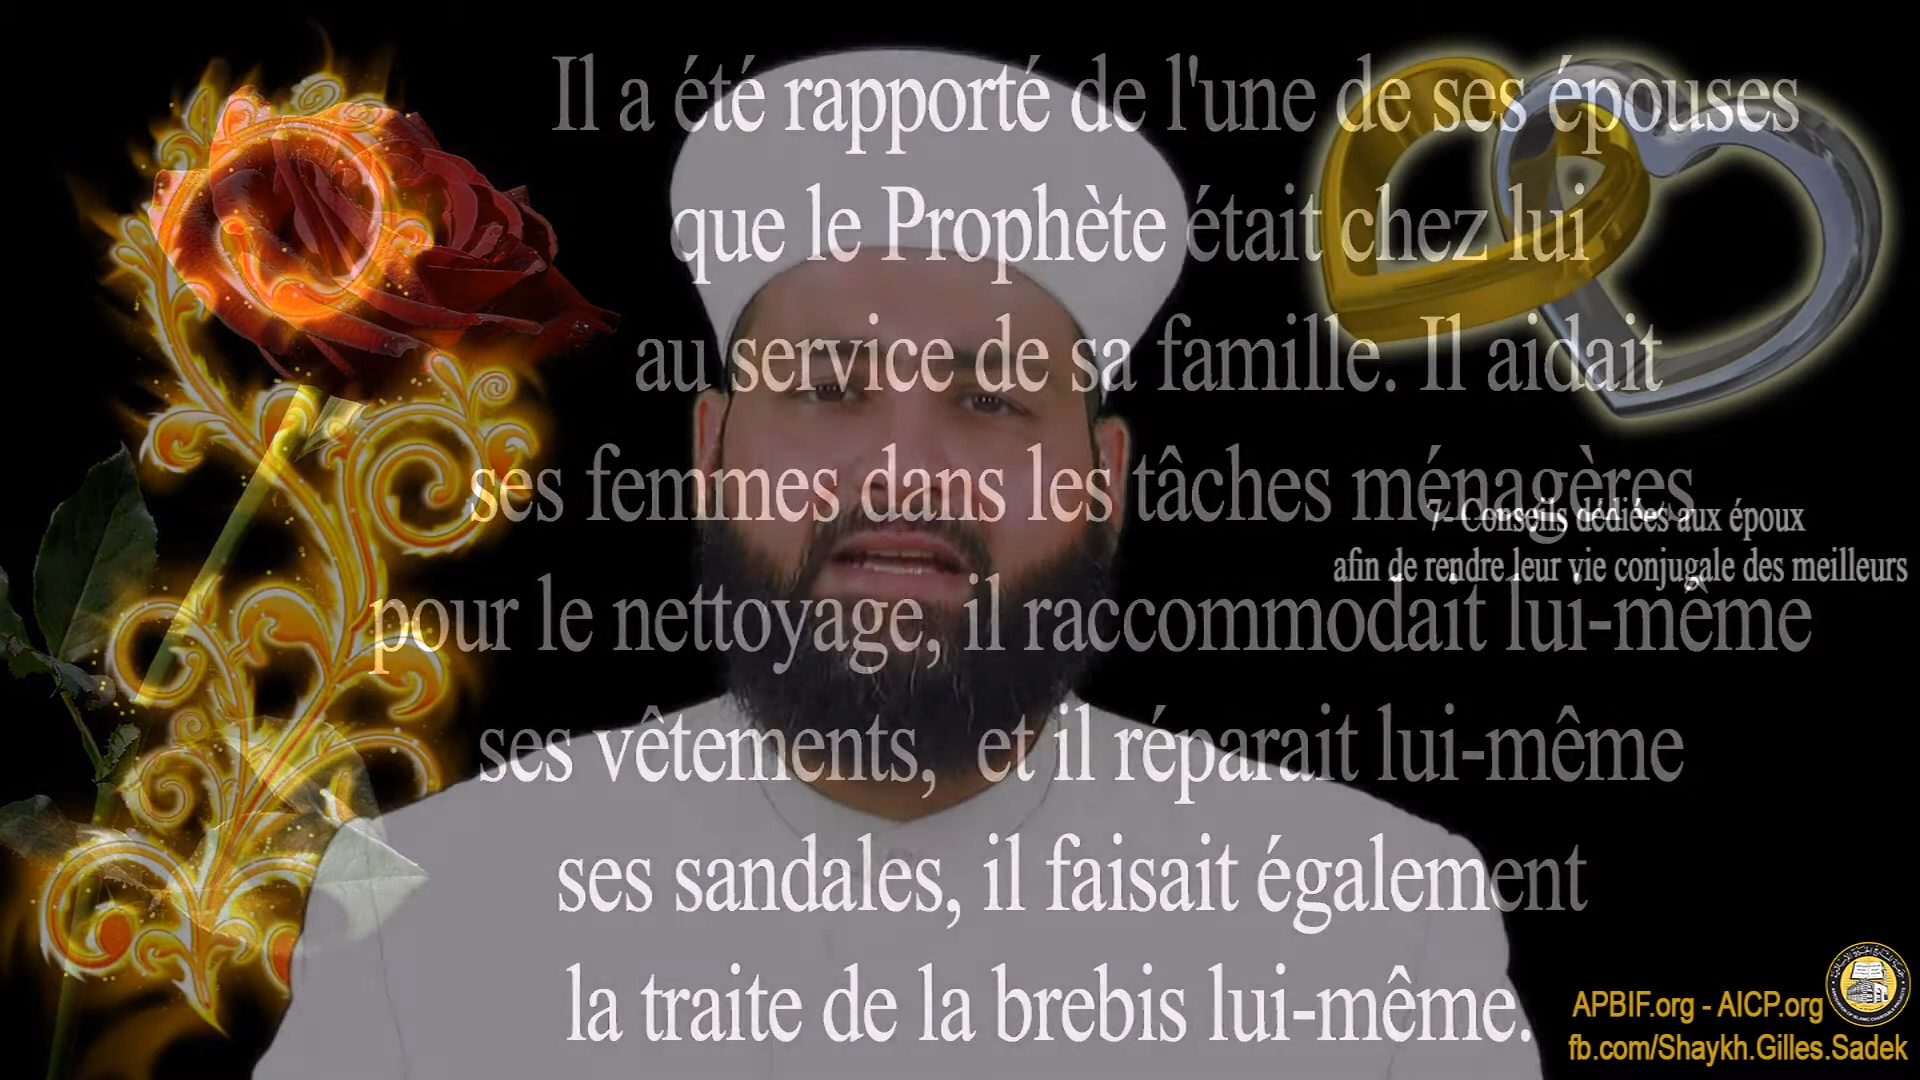 Il a été rapporté de l'une de ses épouses
que le Prophète était chez lui
au service de sa famille. Il aidait
ses femmes dans les tâches ménagères
pour le nettoyage, il raccommodait lui-même
ses vêtements, et il réparait lui-même
ses sandales, il faisait également
la traite de la brebis lui-même.
7- Conseils dédiées aux époux
afin de rendre leur vie conjugale des meilleurs
APBIF.org - AICP.org
fb.com/Shaykh.Gilles.Sadek